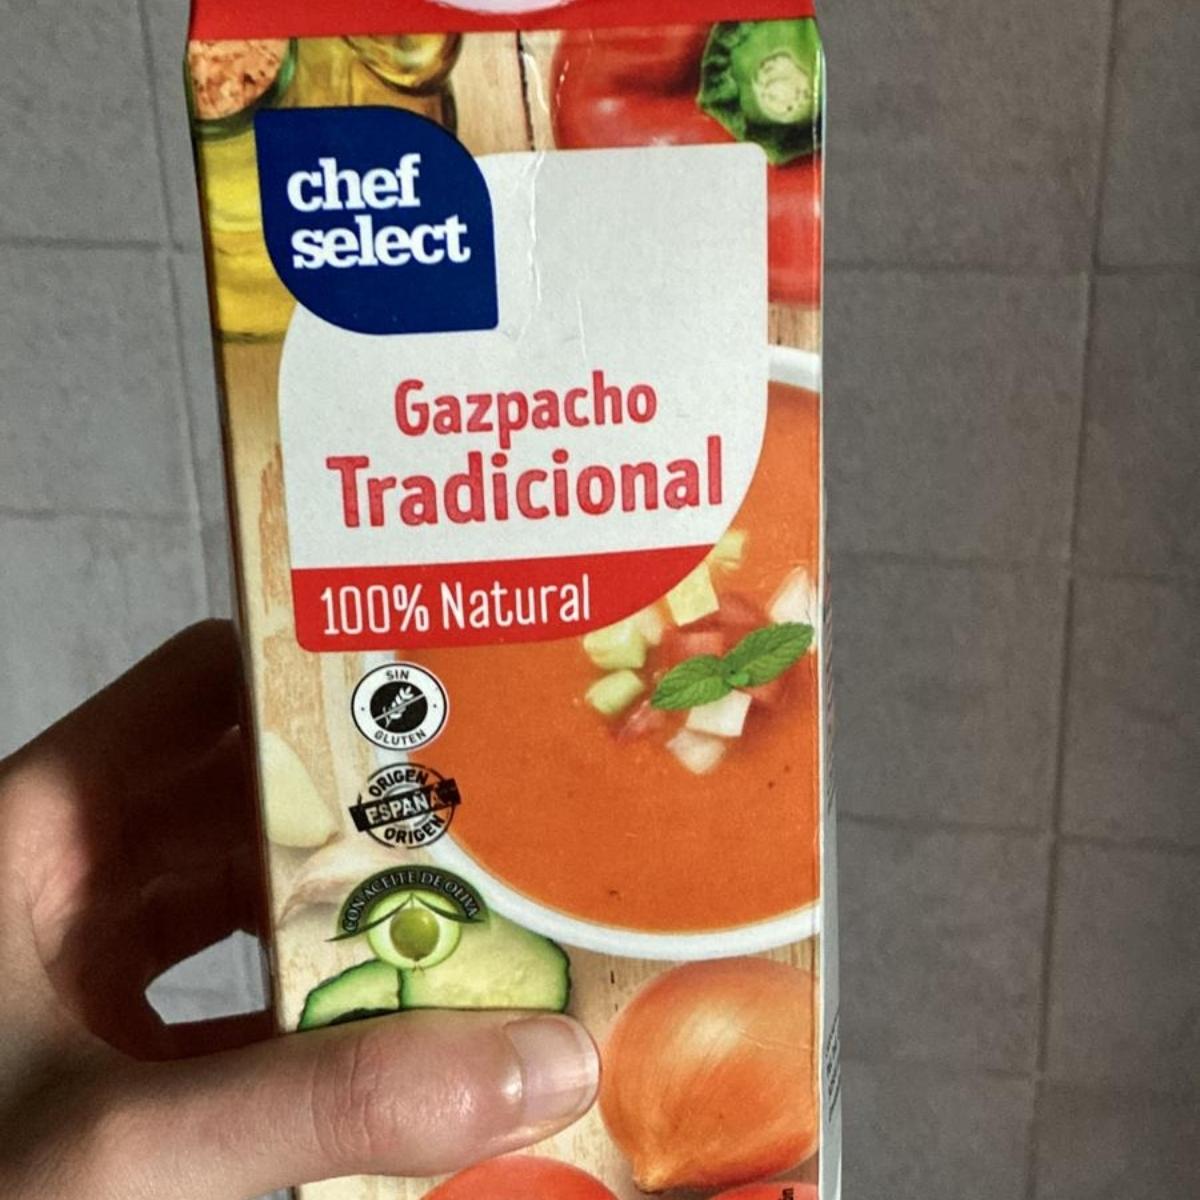 chef
select
Gazpacho
Tradicional
100% Natural
SIN
GLUTEN
ORIGEN
ESPAÑA
ORIGEN
CON ACEITE DE OLIVA